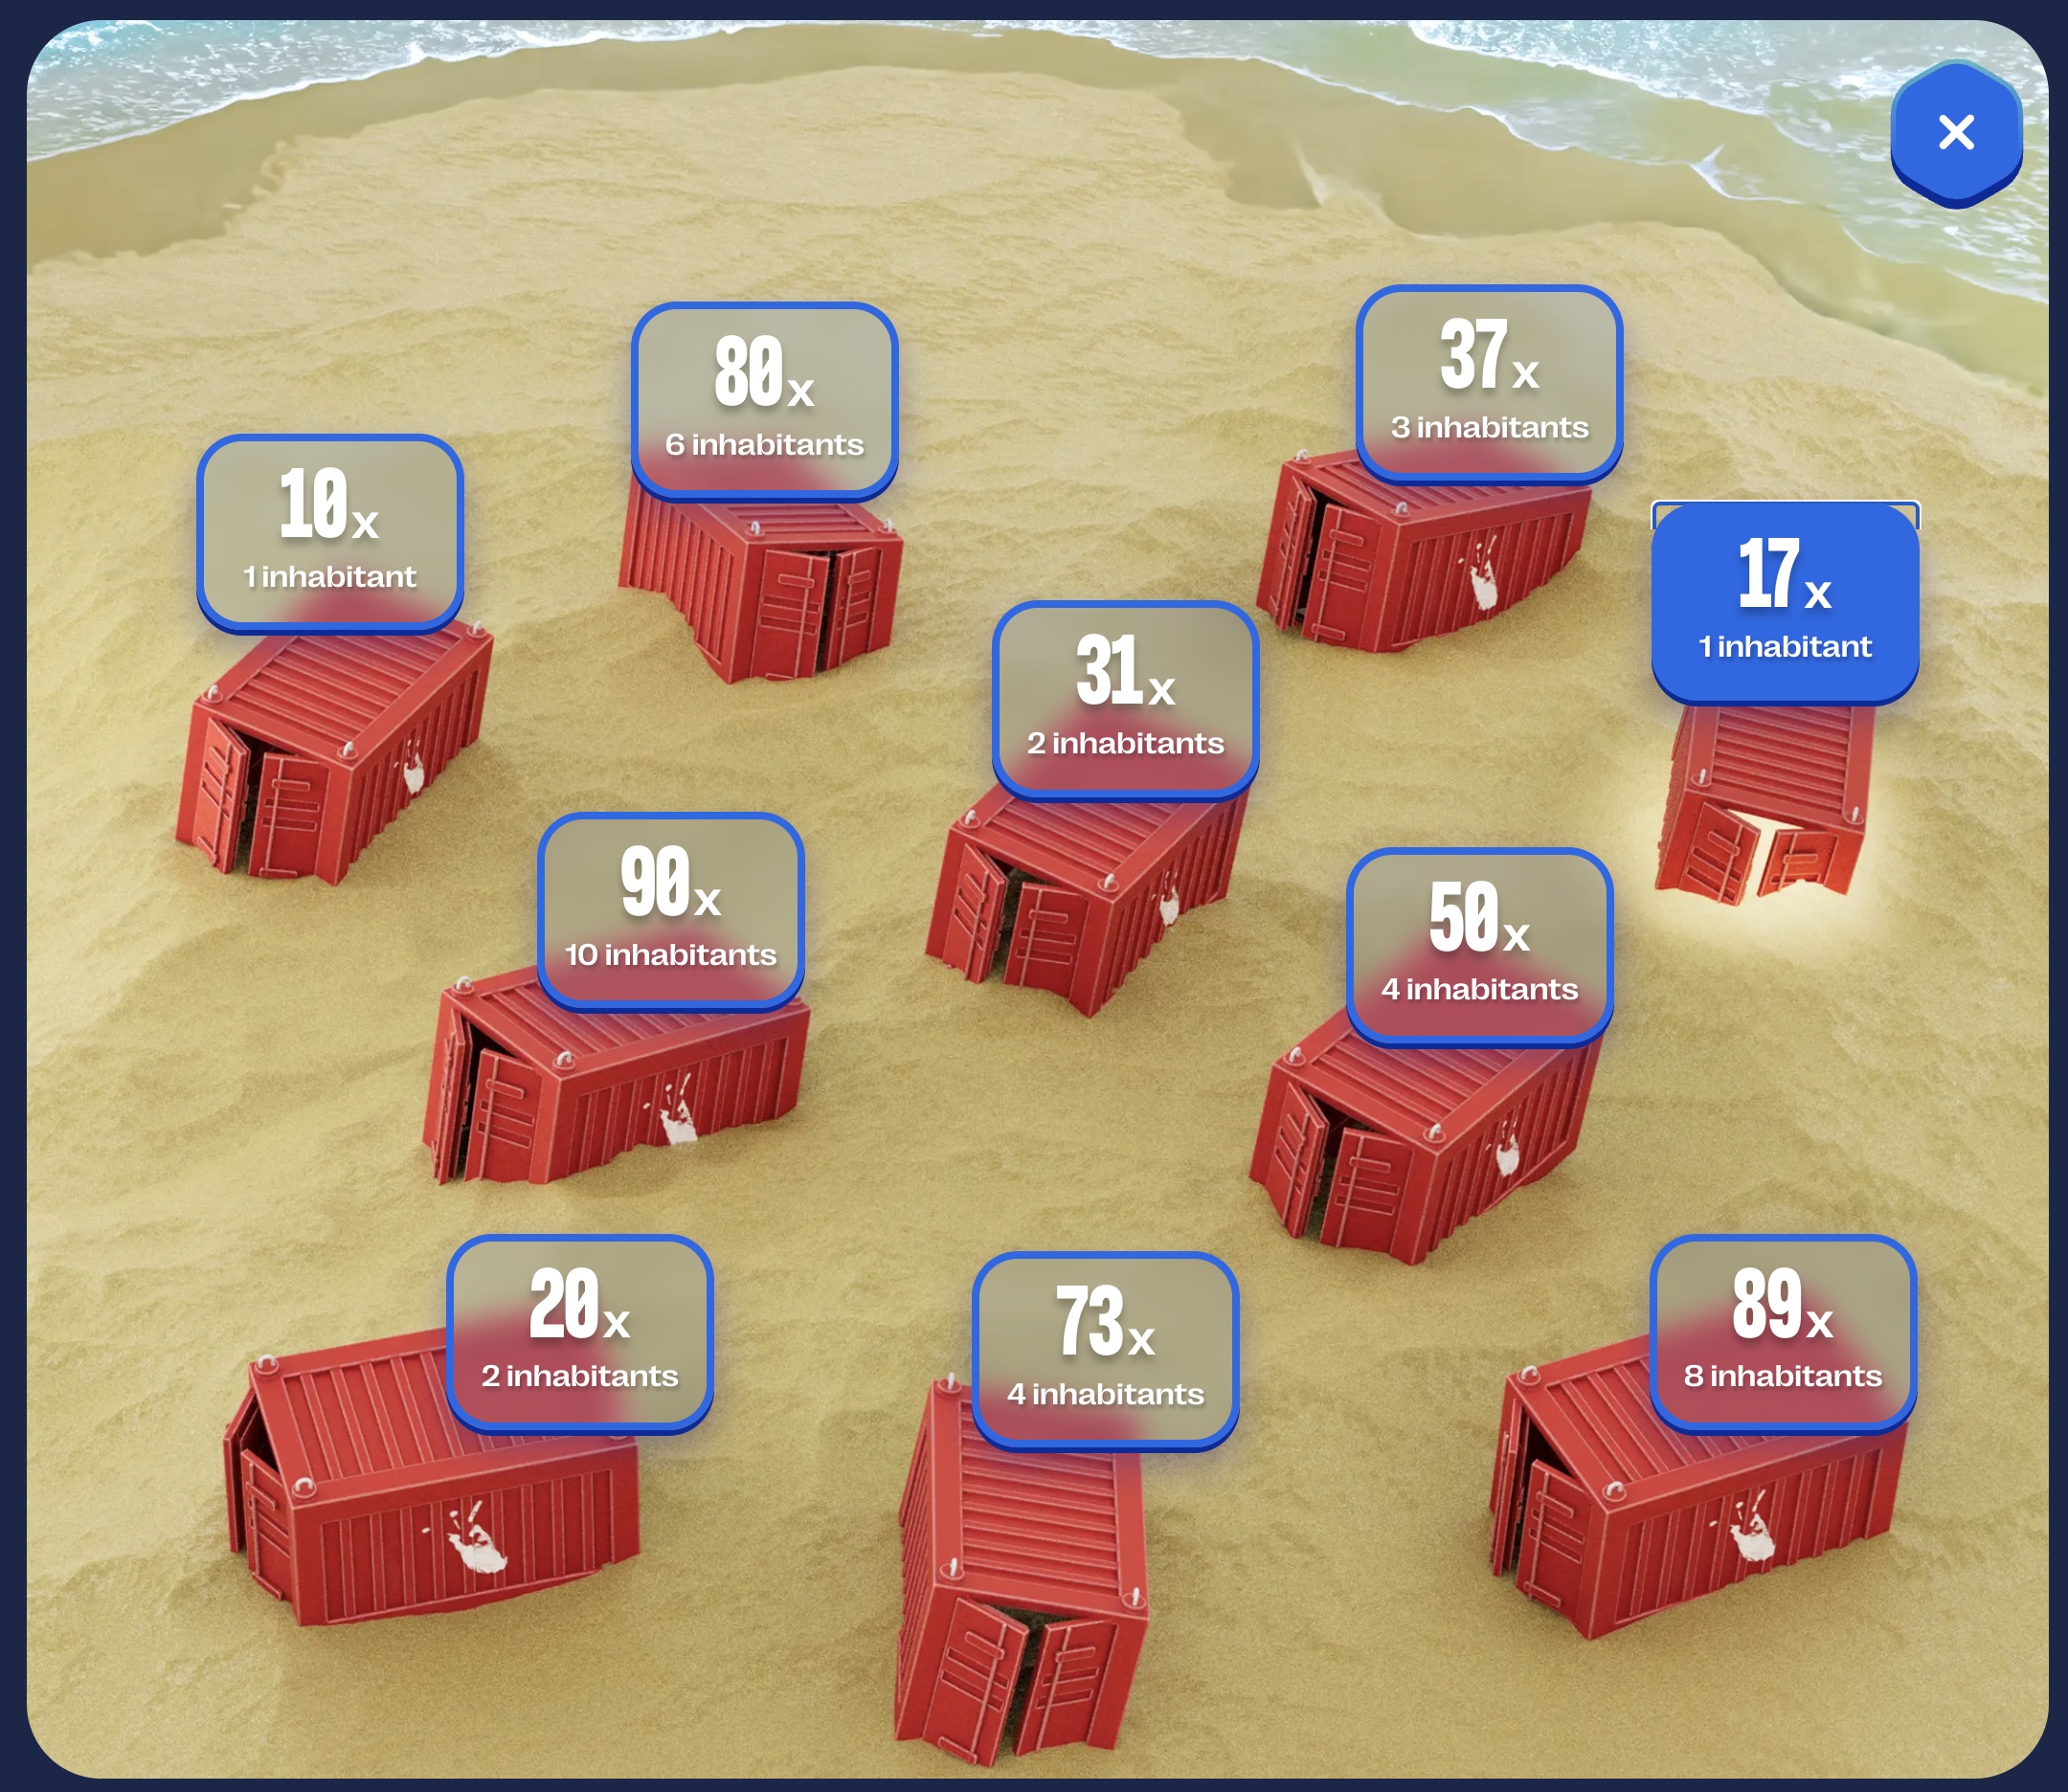 37x
3 inhabitants
80x
6 inhabitants
10x
1 inhabitant
17x
1 inhabitant
31x
2 inhabitants
90x
10 inhabitants
50x
4 inhabitants
20x
2 inhabitants
73x
4 inhabitants
89x
8 inhabitants